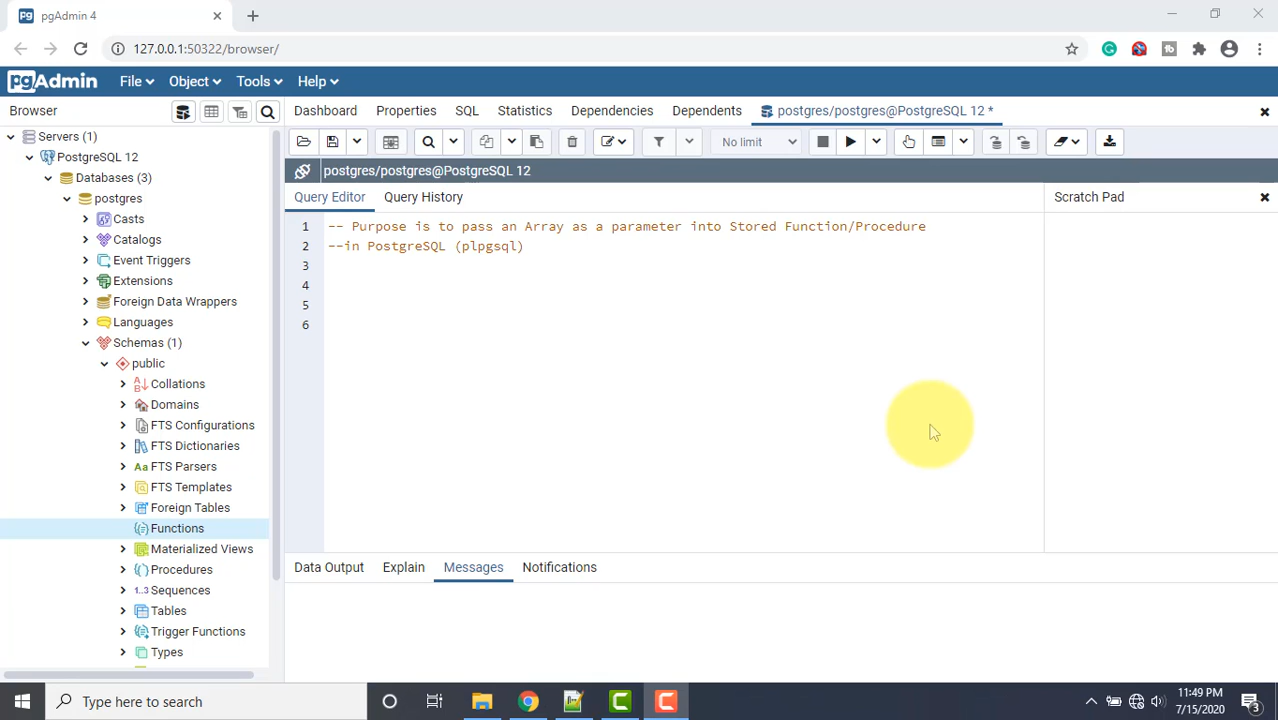 pgAdmin 4
127.0.0.1:50322/browser/
pgAdmin File Object Tools Help
Browser
Dashboard Properties SQL Statistics Dependencies Dependents postgres/postgres@PostgreSQL 12 *
No limit
postgres/postgres@PostgreSQL 12
Query Editor Query History
Scratch Pad
Servers (1)
PostgreSQL 12
Databases (3)
postgres
Casts
Catalogs
Event Triggers
Extensions
Foreign Data Wrappers
Languages
Schemas (1)
public
Collations
Domains
FTS Configurations
FTS Dictionaries
Aa FTS Parsers
FTS Templates
Foreign Tables
Functions
Materialized Views
Procedures
1..3 Sequences
Tables
Trigger Functions
Types
1 -- Purpose is to pass an Array as a parameter into Stored Function/Procedure
2 --in PostgreSQL (plpgsql)
3
4
5
6
Data Output Explain Messages Notifications
Type here to search
11:49 PM
7/15/2020
3